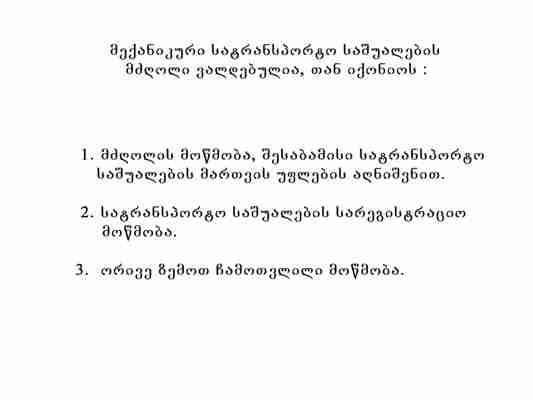 მექანიკური სატრანსპორტო საშუალების
მძღოლი ვალდებულია, თან იქონიოს :
1. მძღოლის მოწმობა, შესაბამისი სატრანსპორტო
საშუალების მართვის უფლების აღნიშვნით.
2. სატრანსპორტო საშუალების სარეგისტრაციო
მოწმობა.
3. ორივე ზემოთ ჩამოთვლილი მოწმობა.